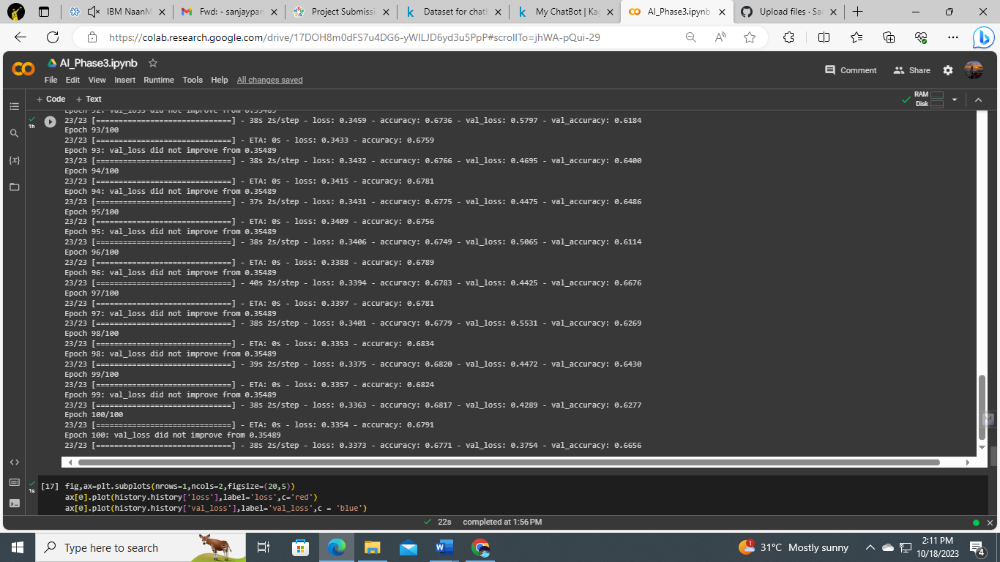 IBM NaanM
Fwd: - sanjaypan
Project Submissi
Dataset for chatl
My ChatBot | Kag
AI_Phase3.ipynb
Upload files · Sar
https://colab.research.google.com/drive/17DOH8m0dFS7u4DG6-yWILJD6yd3u5PpP#scrollTo=jhWA-pQui-29
AI_Phase3.ipynb
File Edit View Insert Runtime Tools Help All changes saved
Comment Share
+ Code + Text
RAM
Disk
1h
Epoch 92: val_loss did not improve from 0.35489
23/23 [==============================] - 38s 2s/step - loss: 0.3459 - accuracy: 0.6736 - val_loss: 0.5797 - val_accuracy: 0.6184
Epoch 93/100
23/23 [==============================] - ETA: 0s - loss: 0.3433 - accuracy: 0.6759
Epoch 93: val_loss did not improve from 0.35489
23/23 [==============================] - 38s 2s/step - loss: 0.3432 - accuracy: 0.6766 - val_loss: 0.4695 - val_accuracy: 0.6400
Epoch 94/100
23/23 [==============================] - ETA: 0s - loss: 0.3415 - accuracy: 0.6781
Epoch 94: val_loss did not improve from 0.35489
23/23 [==============================] - 37s 2s/step - loss: 0.3431 - accuracy: 0.6775 - val_loss: 0.4475 - val_accuracy: 0.6486
Epoch 95/100
23/23 [==============================] - ETA: 0s - loss: 0.3409 - accuracy: 0.6756
Epoch 95: val_loss did not improve from 0.35489
23/23 [==============================] - 38s 2s/step - loss: 0.3406 - accuracy: 0.6749 - val_loss: 0.5065 - val_accuracy: 0.6114
Epoch 96/100
23/23 [==============================] - ETA: 0s - loss: 0.3388 - accuracy: 0.6789
Epoch 96: val_loss did not improve from 0.35489
23/23 [==============================] - 40s 2s/step - loss: 0.3394 - accuracy: 0.6783 - val_loss: 0.4425 - val_accuracy: 0.6676
Epoch 97/100
23/23 [==============================] - ETA: 0s - loss: 0.3397 - accuracy: 0.6781
Epoch 97: val_loss did not improve from 0.35489
23/23 [==============================] - 38s 2s/step - loss: 0.3401 - accuracy: 0.6779 - val_loss: 0.5531 - val_accuracy: 0.6269
Epoch 98/100
23/23 [==============================] - ETA: 0s - loss: 0.3353 - accuracy: 0.6834
Epoch 98: val_loss did not improve from 0.35489
23/23 [==============================] - 39s 2s/step - loss: 0.3375 - accuracy: 0.6820 - val_loss: 0.4472 - val_accuracy: 0.6430
Epoch 99/100
23/23 [==============================] - ETA: 0s - loss: 0.3357 - accuracy: 0.6824
Epoch 99: val_loss did not improve from 0.35489
23/23 [==============================] - 38s 2s/step - loss: 0.3363 - accuracy: 0.6817 - val_loss: 0.4289 - val_accuracy: 0.6277
Epoch 100/100
23/23 [==============================] - ETA: 0s - loss: 0.3354 - accuracy: 0.6791
Epoch 100: val_loss did not improve from 0.35489
23/23 [==============================] - 38s 2s/step - loss: 0.3373 - accuracy: 0.6771 - val_loss: 0.3754 - val_accuracy: 0.6656
1s
[17] fig,ax=plt.subplots(nrows=1,ncols=2,figsize=(20,5))
ax[0].plot(history.history['loss'],label='loss',c='red')
ax[0].plot(history.history['val_loss'],label='val_loss',c = 'blue')
22s completed at 1:56 PM
Type here to search
1
31°C Mostly sunny
2:11 PM
10/18/2023
4